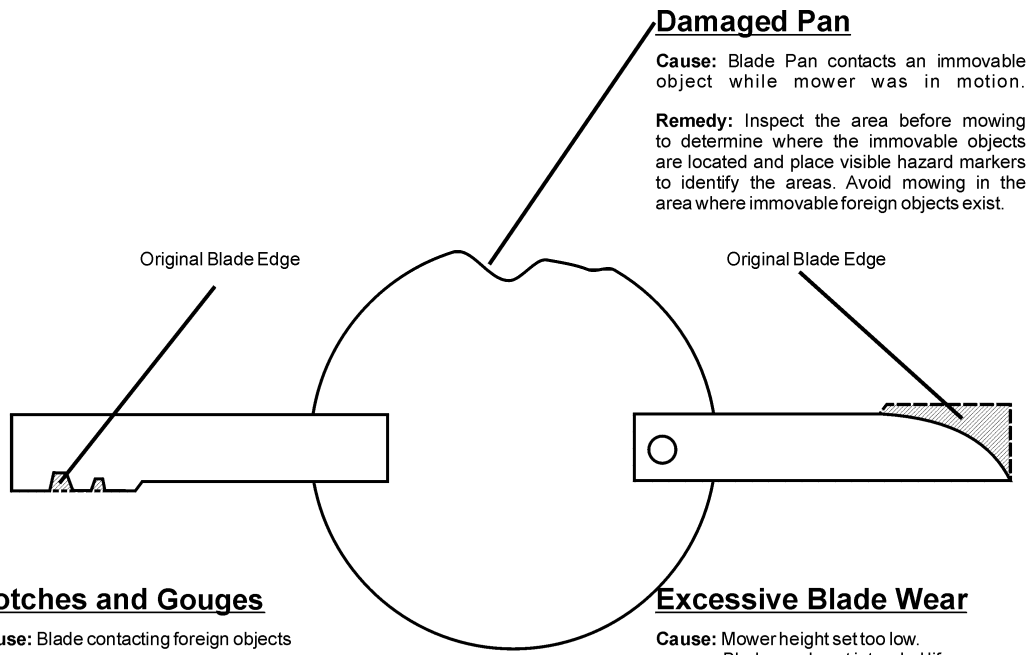 Damaged Pan
Cause: Blade Pan contacts an immovable
object while mower was in motion.
Remedy: Inspect the area before mowing
to determine where the immovable objects
are located and place visible hazard markers
to identify the areas. Avoid mowing in the
area where immovable foreign objects exist.
Original Blade Edge
Original Blade Edge
otches and Gouges
use: Blade contacting foreign objects
Excessive Blade Wear
Cause: Mower height set too low.